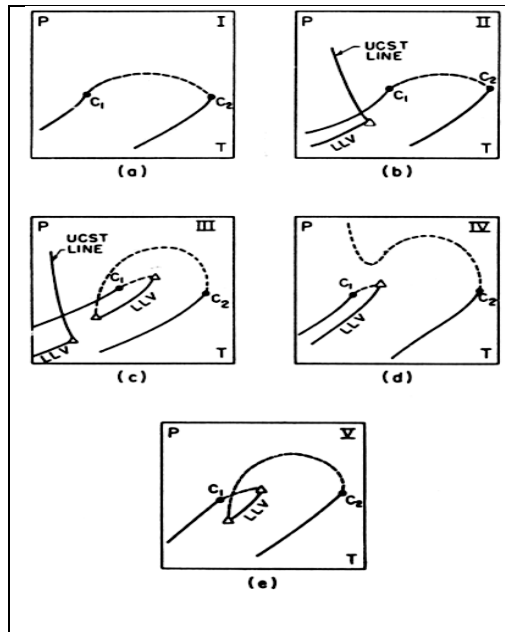 P I
C₁ C₂
T
(a)
P II
UCST
LINE
C₂
C₁
LLV
T
(b)
P III
UCST
LINE
C₁
C₂
LLV
LLV
T
(c)
P IV
C₁
C₂
LLV
T
(d)
P V
C₁
C₂
LLV
T
(e)